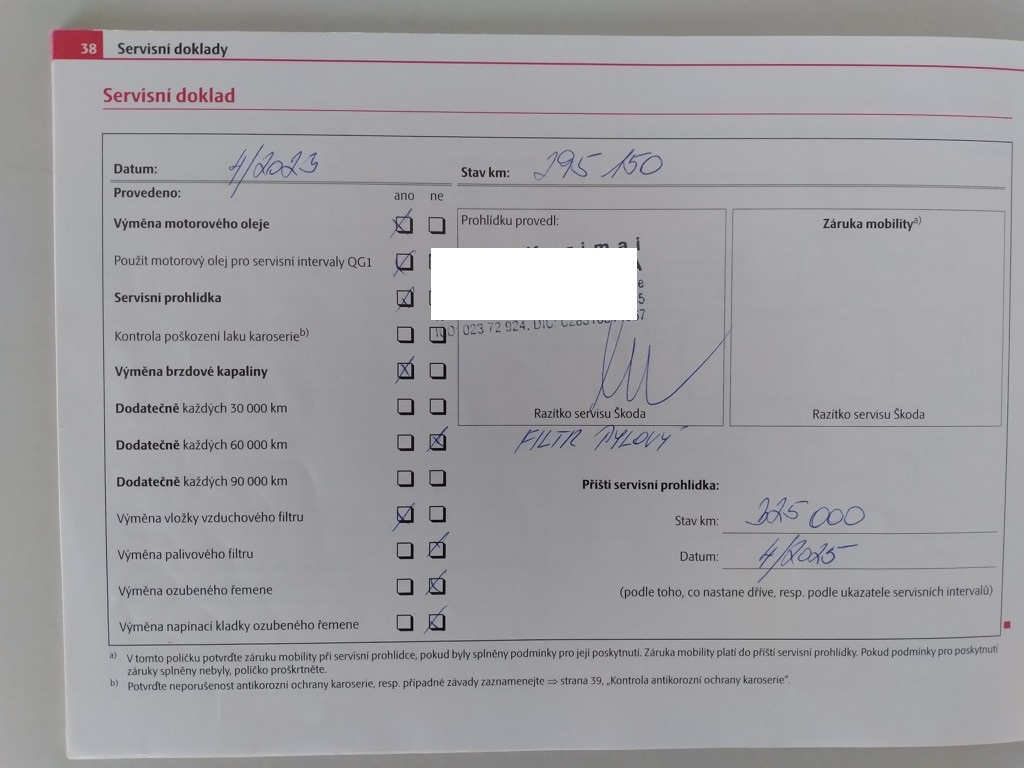 38 Servisní doklady
Servisní doklad
Datum: 4/2023 Stav km: 295 150
Provedeno: ano ne
Výměna motorového oleje
Použit motorový olej pro servisní intervaly QG1
Servisní prohlídka
Kontrola poškození laku karoserie b)
Výměna brzdové kapaliny
Dodatečně každých 30 000 km
Dodatečně každých 60 000 km
Dodatečně každých 90 000 km
Výměna vložky vzduchového filtru
Výměna palivového filtru
Výměna ozubeného řemene
Výměna napínací kladky ozubeného řemene
Prohlídku provedl:
023 72 924, DIČ:
Razítko servisu Škoda
Záruka mobility a)
Razítko servisu Škoda
FILTR PYLOVÝ
Příští servisní prohlídka:
Stav km: 325 000
Datum: 4/2025
(podle toho, co nastane dříve, resp. podle ukazatele servisních intervalů)
a) V tomto políčku potvrďte záruku mobility při servisní prohlídce, pokud byly splněny podmínky pro její poskytnutí. Záruka mobility platí do příští servisní prohlídky. Pokud podmínky pro poskytnutí
záruky splněny nebyly, políčko proškrtněte.
b) Potvrďte neporušenost antikorozní ochrany karoserie, resp. případné závady zaznamenejte ⇒ strana 39, „Kontrola antikorozní ochrany karoserie“.